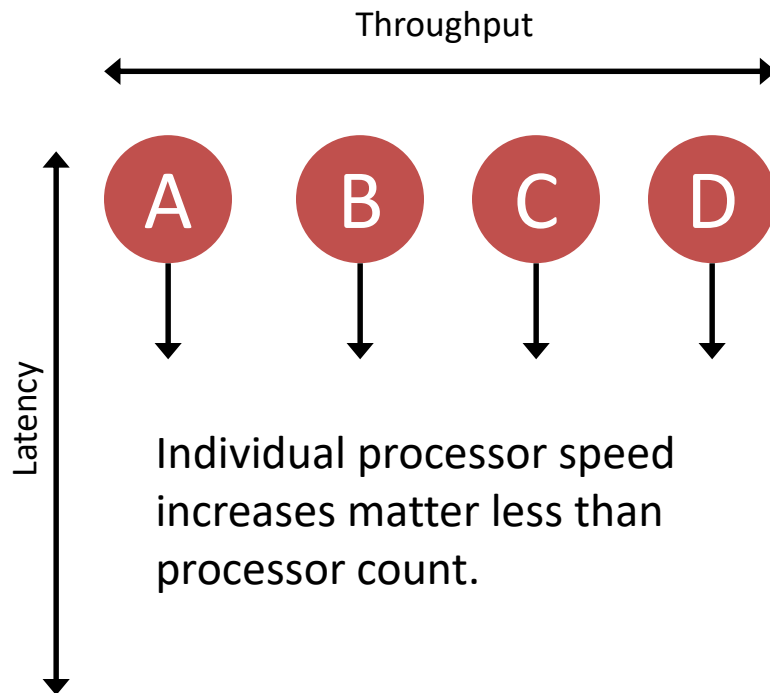 Throughput
A B C D
Latency
Individual processor speed
increases matter less than
processor count.